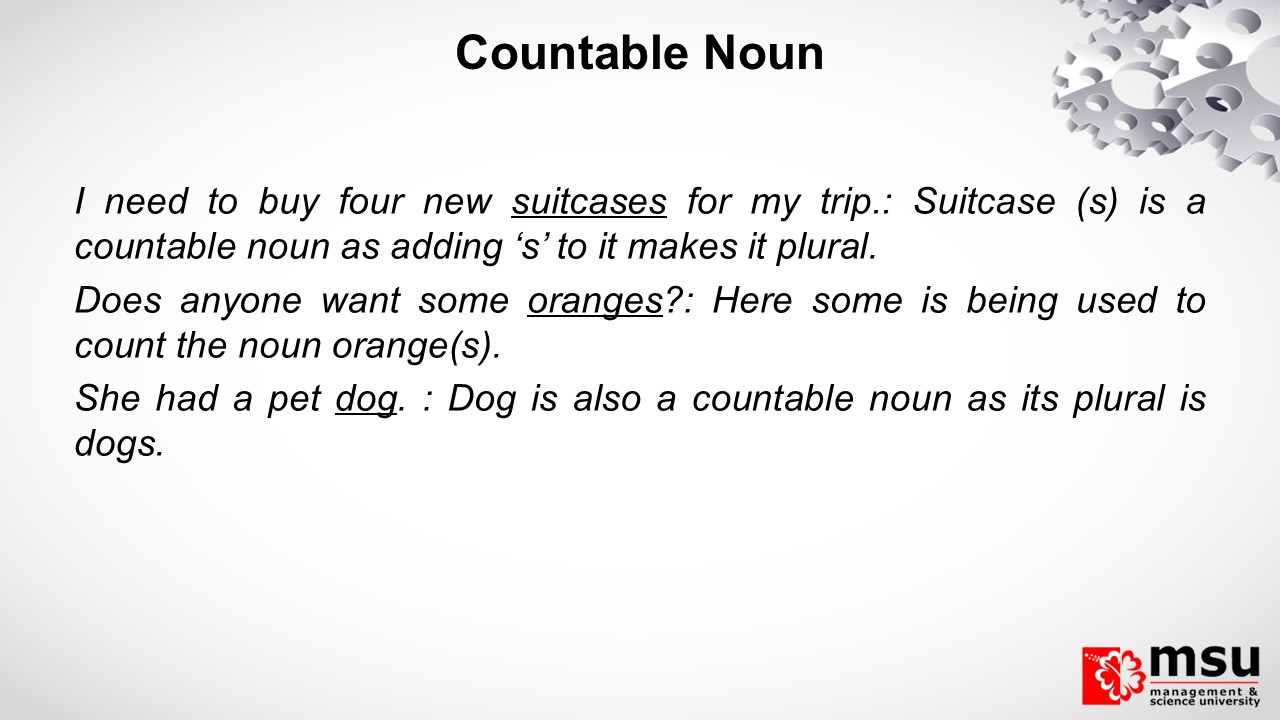 Countable Noun
I need to buy four new suitcases for my trip.: Suitcase (s) is a
countable noun as adding ‘s’ to it makes it plural.
Does anyone want some oranges?: Here some is being used to
count the noun orange(s).
She had a pet dog. : Dog is also a countable noun as its plural is
dogs.
msu
management &
science university